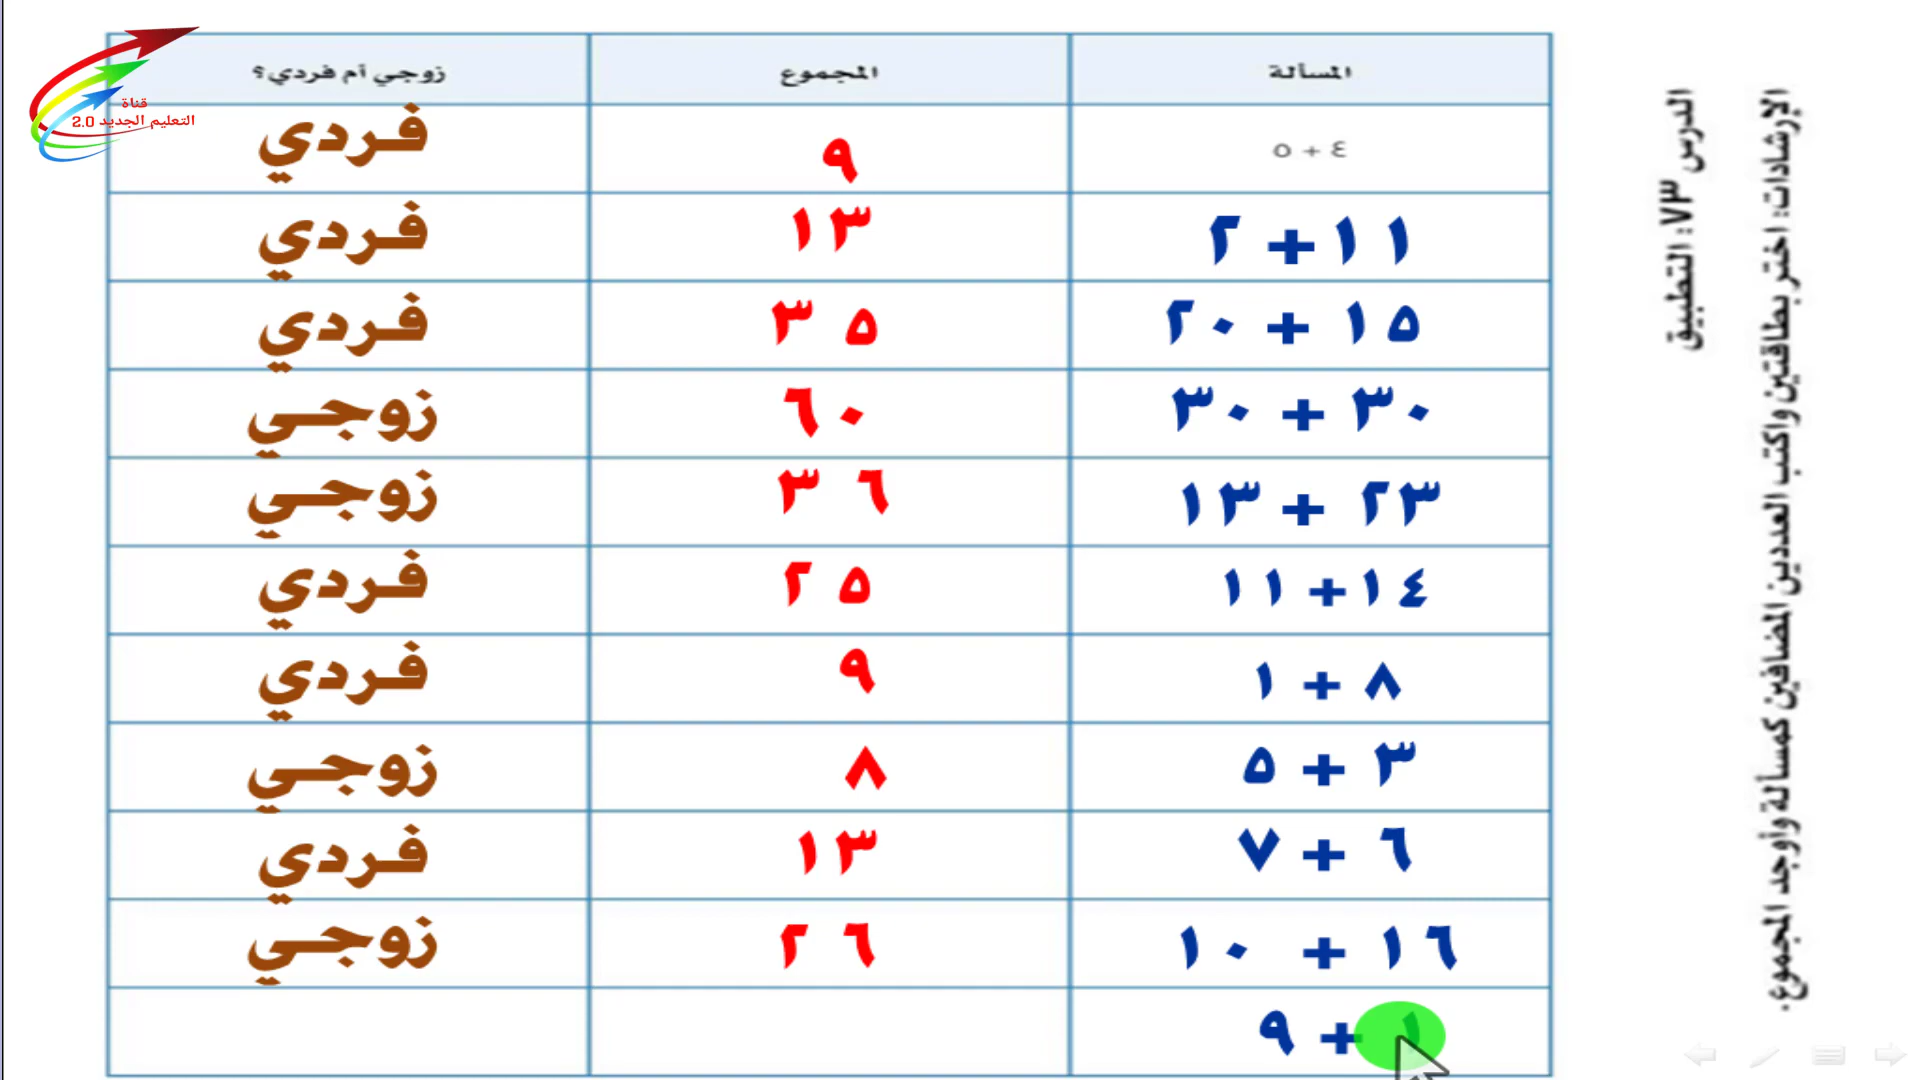 قناة
التعليم الجديد 2.0
الدرس ٧٣: التطبيق
الإرشادات: اختر بطاقتين واكتب العددين المضافين كمسألة وأوجد المجموع.
المسألة المجموع زوجي أم فردي؟
٤ + ٥ ٩ فردي
١١ + ٢ ١٣ فردي
١٥ + ٢٠ ٣٥ فردي
٣٠ + ٣٠ ٦٠ زوجي
٢٣ + ١٣ ٣٦ زوجي
١٤ + ١١ ٢٥ فردي
٨ + ١ ٩ فردي
٣ + ٥ ٨ زوجي
٦ + ٧ ١٣ فردي
١٦ + ١٠ ٢٦ زوجي
١ + ٩